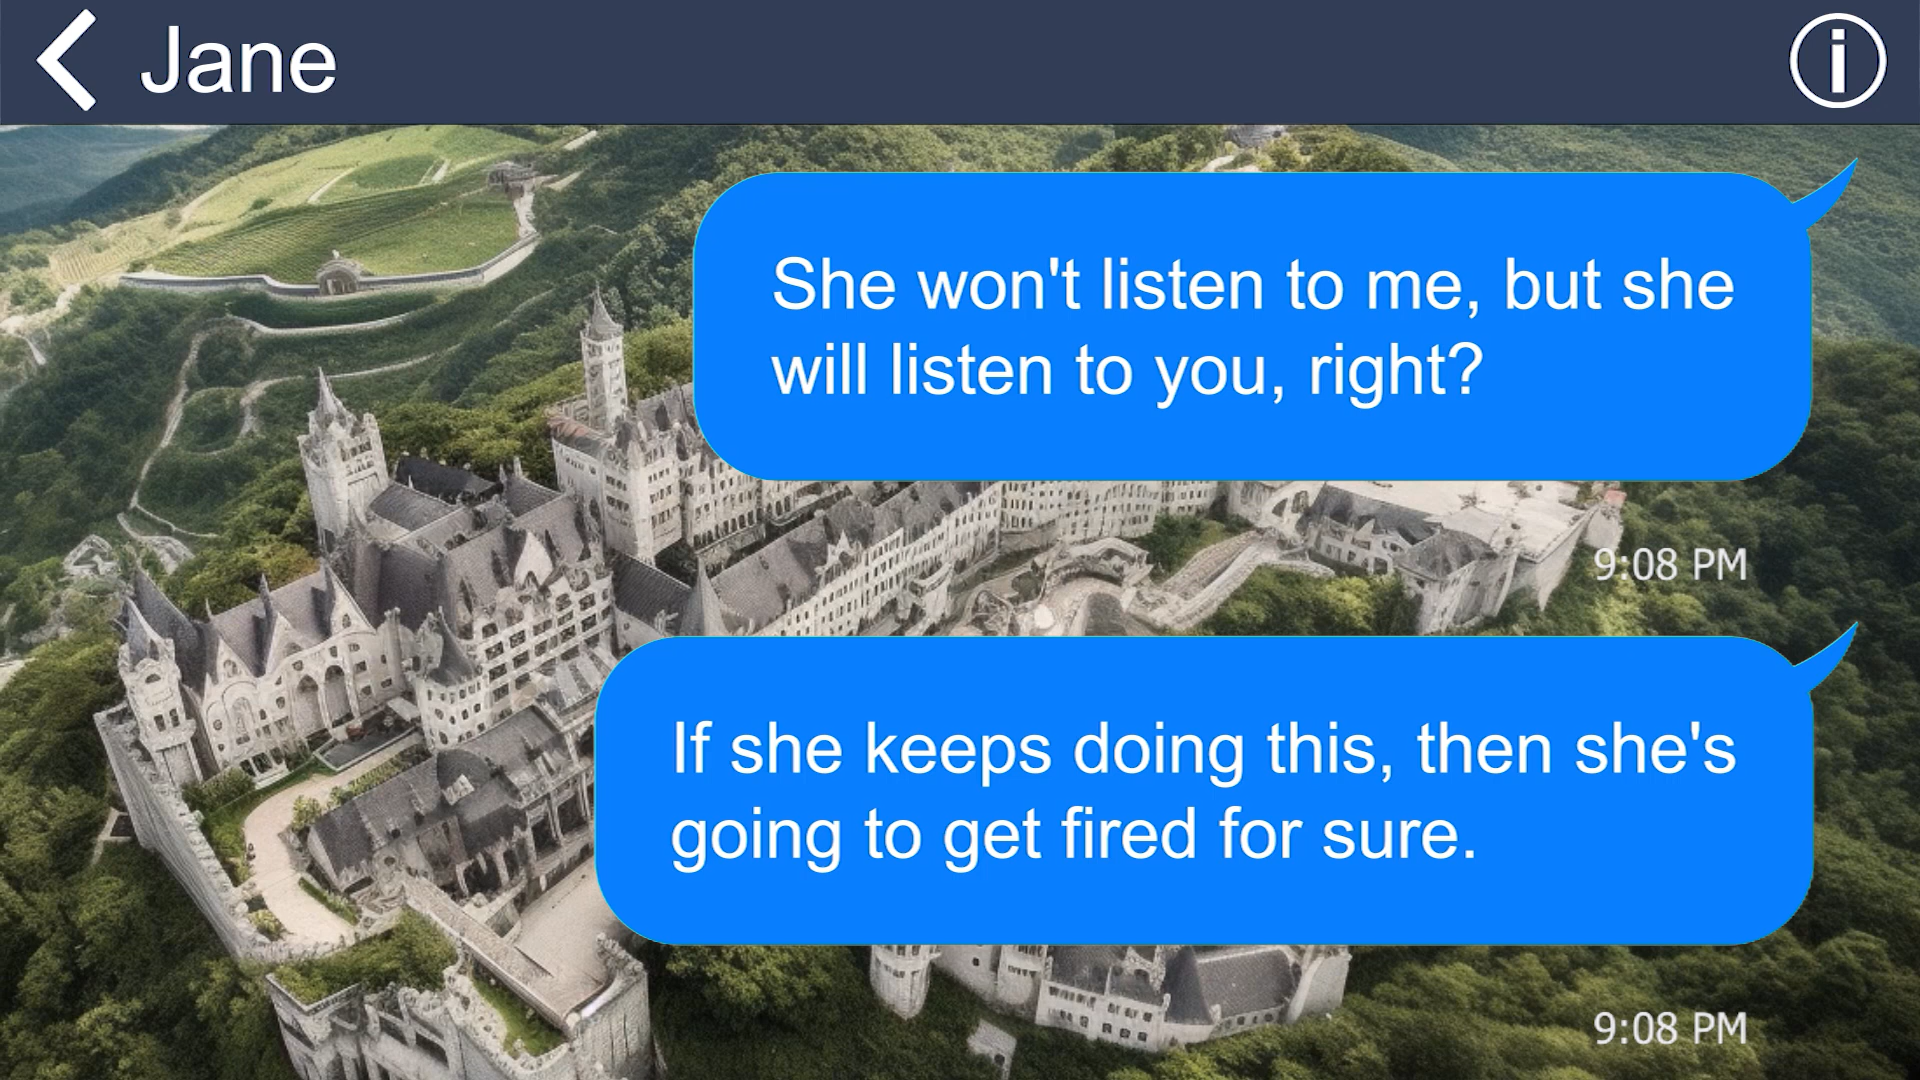 Jane
She won't listen to me, but she
will listen to you, right?
9:08 PM
If she keeps doing this, then she's
going to get fired for sure.
9:08 PM